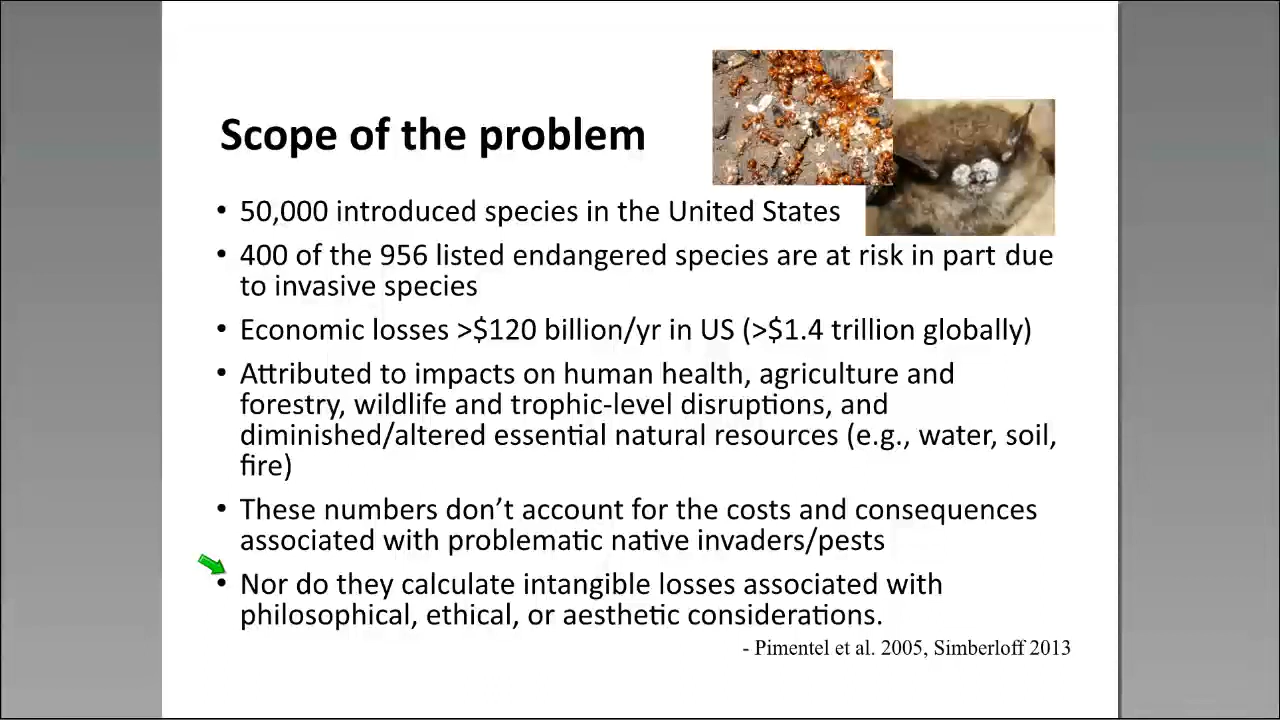 Scope of the problem
• 50,000 introduced species in the United States
• 400 of the 956 listed endangered species are at risk in part due
to invasive species
• Economic losses >$120 billion/yr in US (>$1.4 trillion globally)
• Attributed to impacts on human health, agriculture and
forestry, wildlife and trophic-level disruptions, and
diminished/altered essential natural resources (e.g., water, soil,
fire)
• These numbers don’t account for the costs and consequences
associated with problematic native invaders/pests
• Nor do they calculate intangible losses associated with
philosophical, ethical, or aesthetic considerations.
- Pimentel et al. 2005, Simberloff 2013